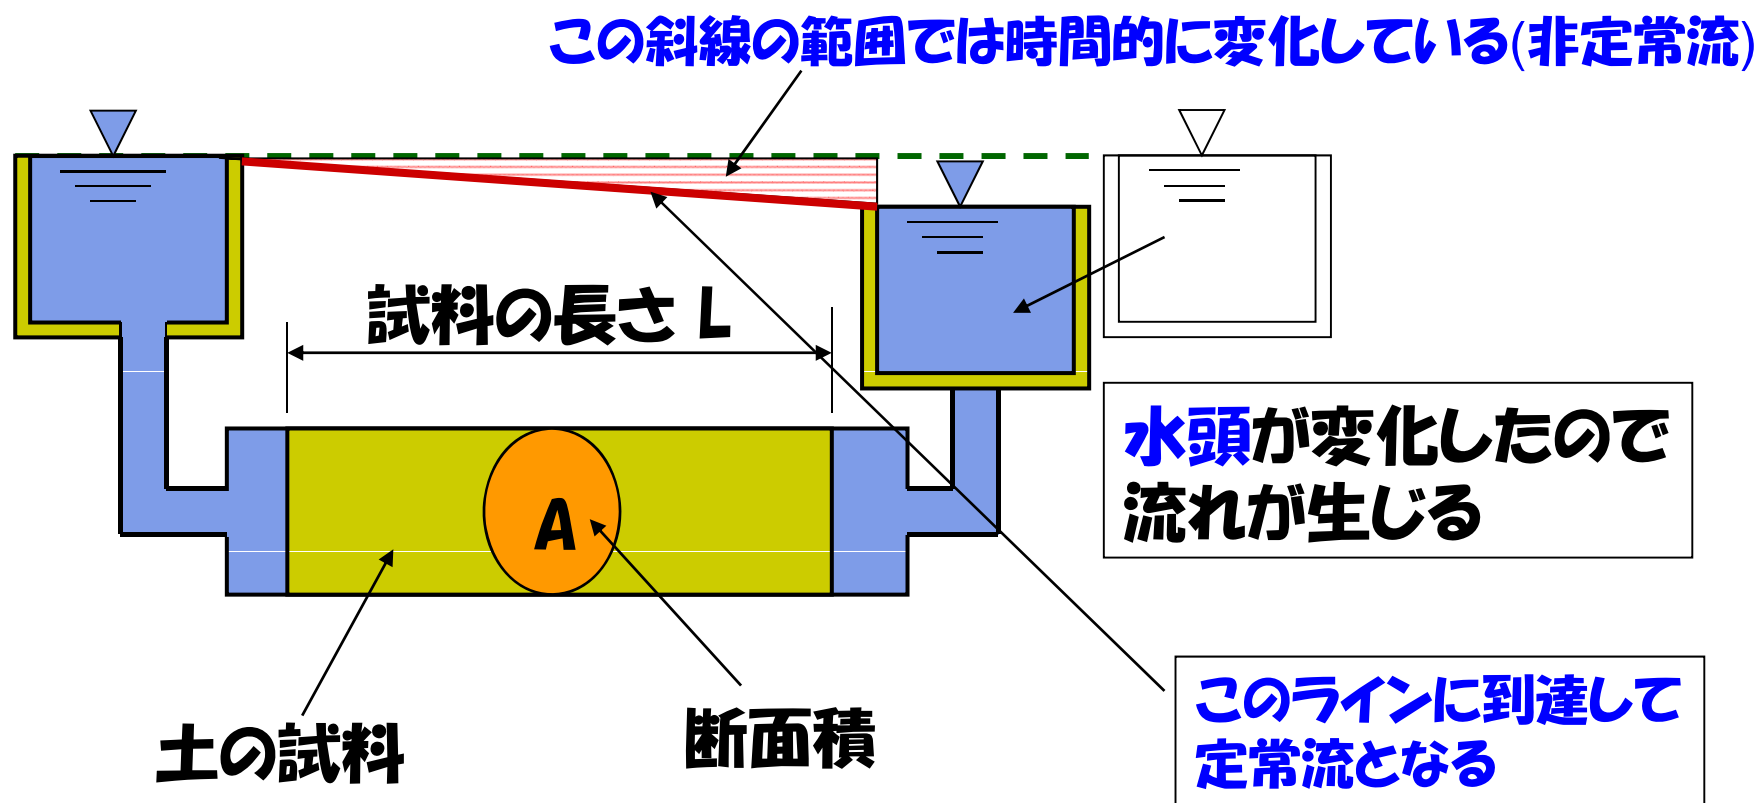 この斜線の範囲では時間的に変化している(非定常流)
試料の長さ L
水頭が変化したので
流れが生じる
A
このラインに到達して
定常流となる
土の試料
断面積